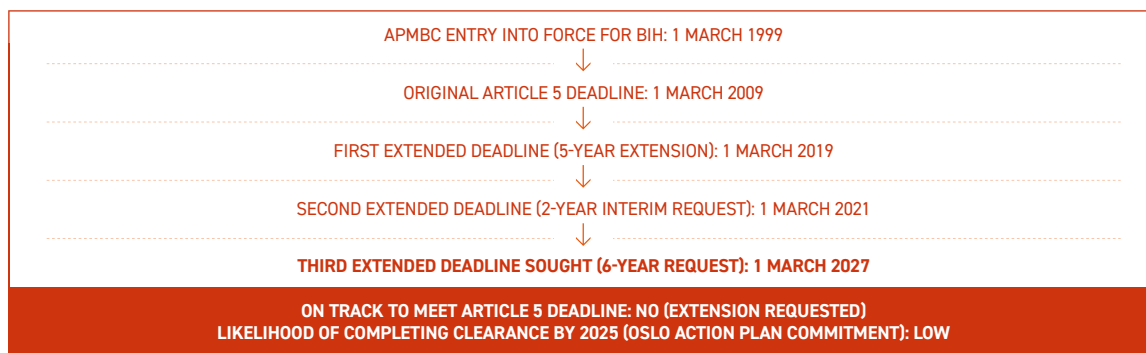 APMBC ENTRY INTO FORCE FOR BIH: 1 MARCH 1999
ORIGINAL ARTICLE 5 DEADLINE: 1 MARCH 2009
FIRST EXTENDED DEADLINE (5-YEAR EXTENSION): 1 MARCH 2019
SECOND EXTENDED DEADLINE (2-YEAR INTERIM REQUEST): 1 MARCH 2021
THIRD EXTENDED DEADLINE SOUGHT (6-YEAR REQUEST): 1 MARCH 2027
ON TRACK TO MEET ARTICLE 5 DEADLINE: NO (EXTENSION REQUESTED)
LIKELIHOOD OF COMPLETING CLEARANCE BY 2025 (OSLO ACTION PLAN COMMITMENT): LOW